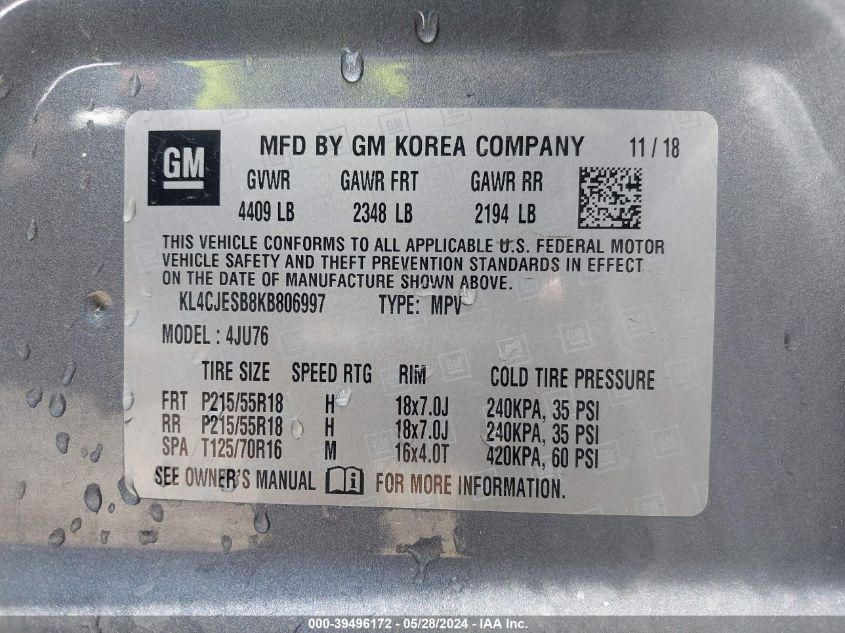 GM
MFD BY GM KOREA COMPANY 11 / 18
GVWR GAWR FRT GAWR RR
4409 LB 2348 LB 2194 LB
THIS VEHICLE CONFORMS TO ALL APPLICABLE U.S. FEDERAL MOTOR
VEHICLE SAFETY AND THEFT PREVENTION STANDARDS IN EFFECT
ON THE DATE OF MANUFACTURE SHOWN ABOVE.
KL4CJESB8KB806997 TYPE: MPV
MODEL : 4JU76
TIRE SIZE SPEED RTG RIM COLD TIRE PRESSURE
FRT P215/55R18 H 18x7.0J 240KPA, 35 PSI
RR P215/55R18 H 18x7.0J 240KPA, 35 PSI
SPA T125/70R16 M 16x4.0T 420KPA, 60 PSI
SEE OWNER'S MANUAL i FOR MORE INFORMATION.
000-39496172 - 05/28/2024 - IAA Inc.